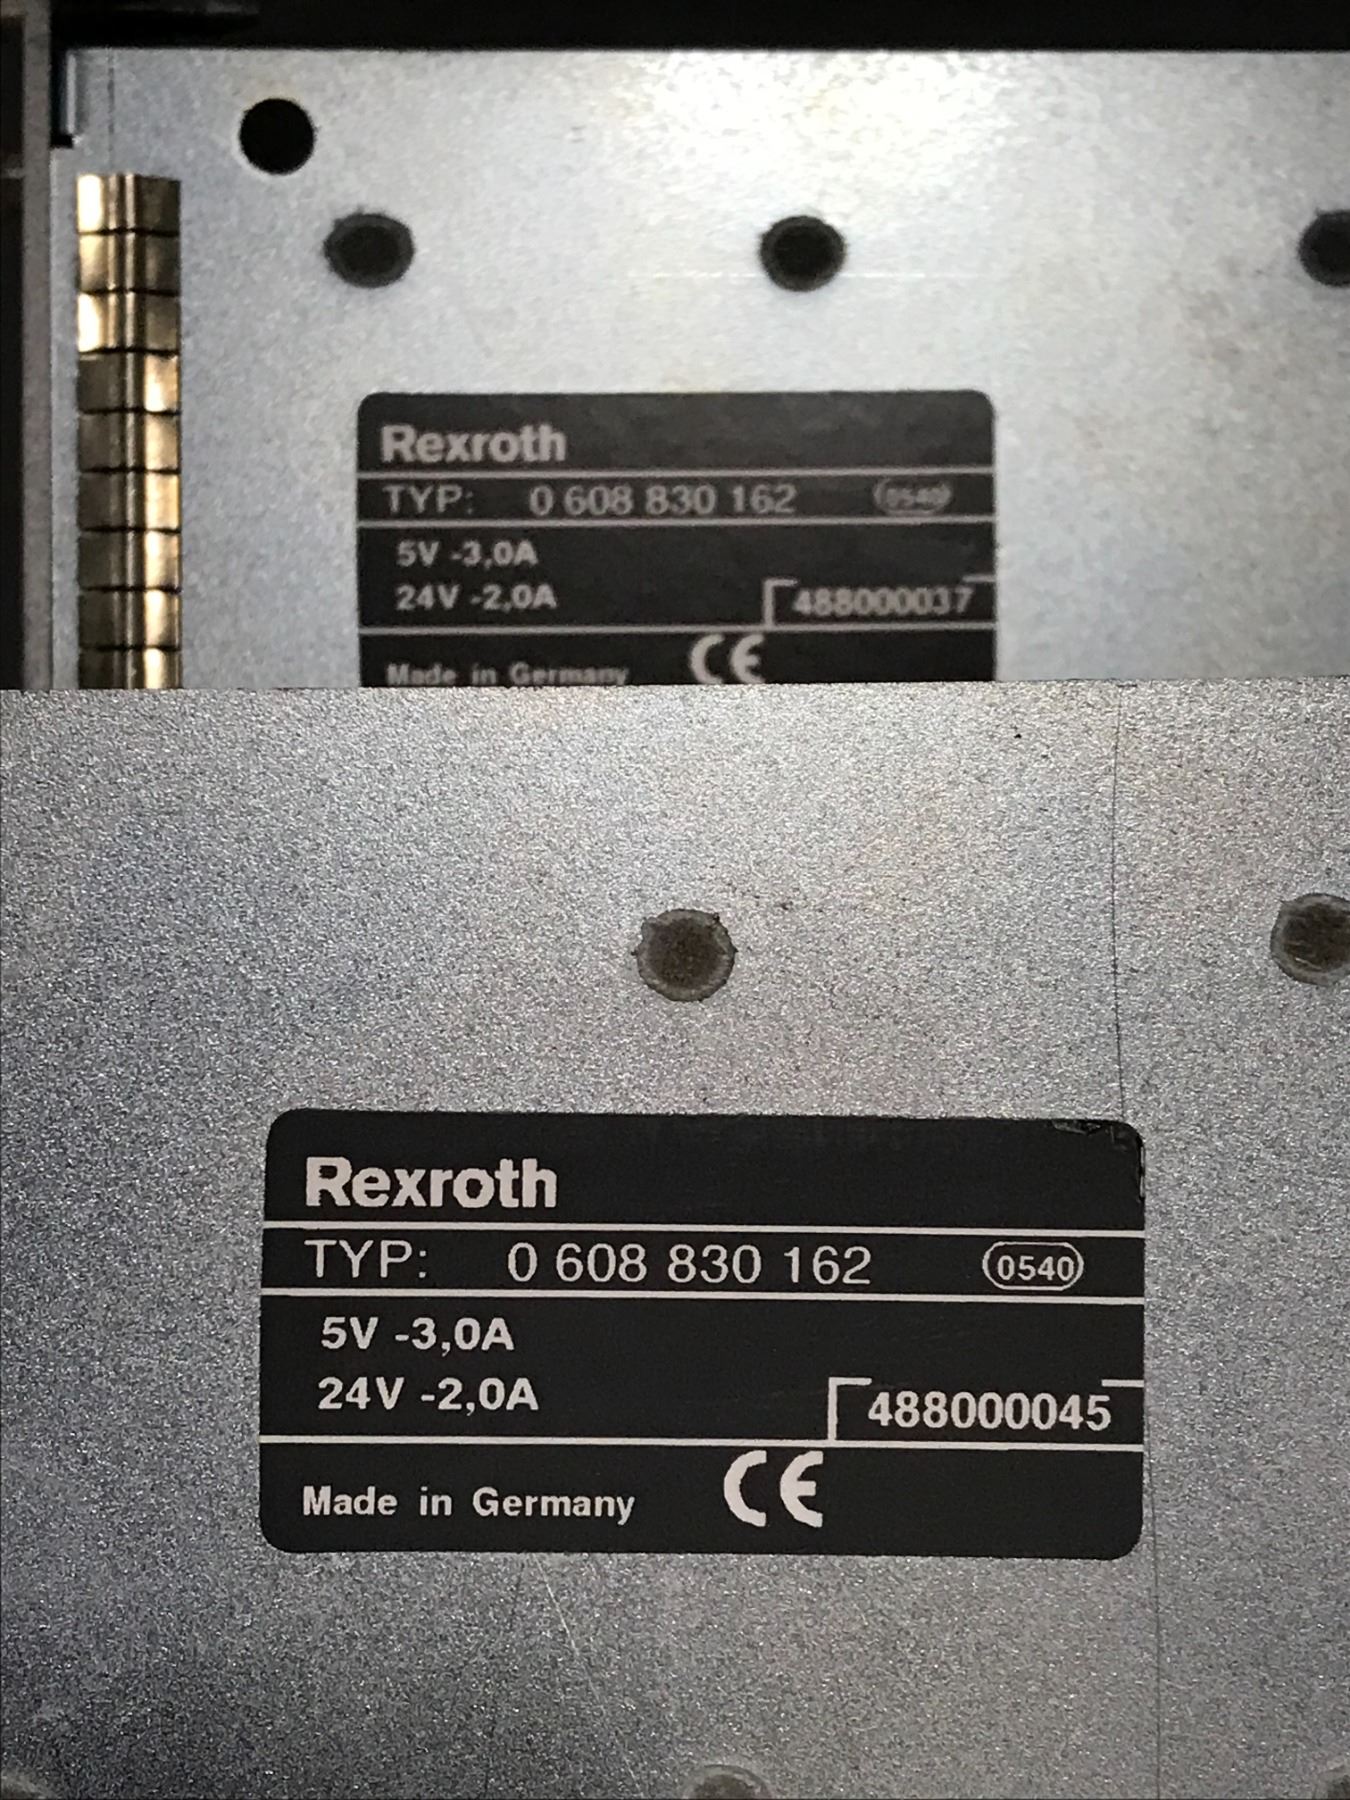 Rexroth
TYP: 0 608 830 162 0540
5V -3,0A
24V -2,0A 488000037
Made in Germany CE
Rexroth
TYP: 0 608 830 162 0540
5V -3,0A
24V -2,0A 488000045
Made in Germany CE